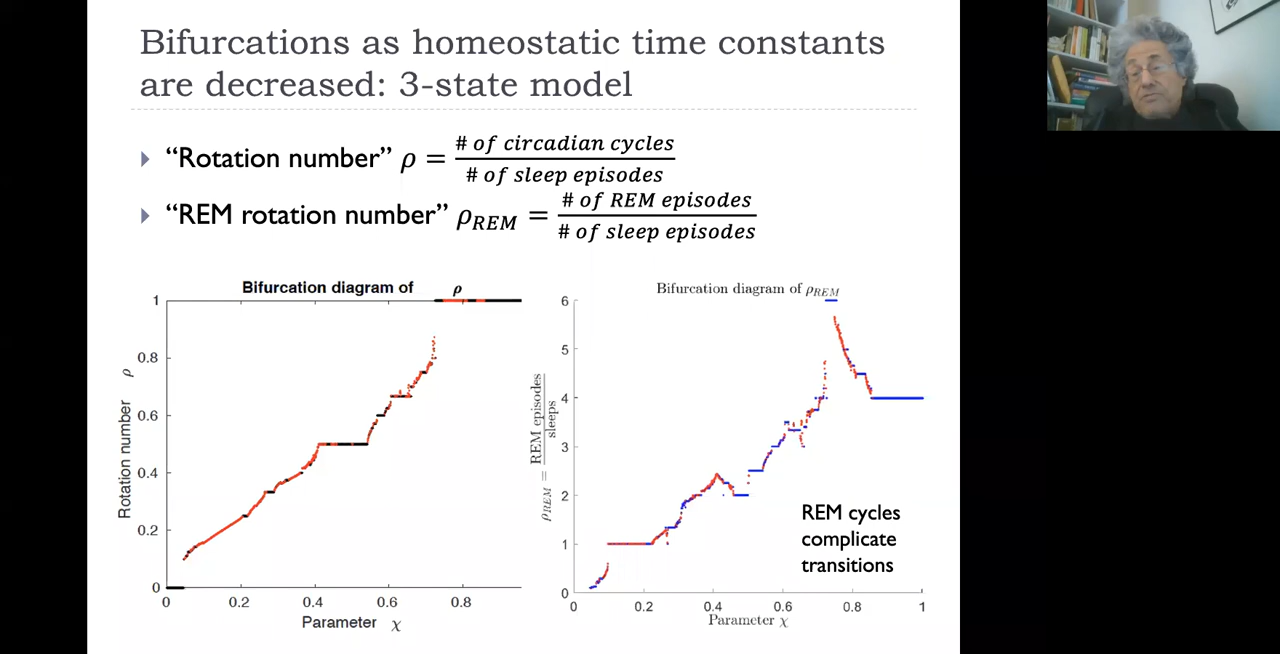 Bifurcations as homeostatic time constants
are decreased: 3-state model
“Rotation number” ρ = # of circadian cycles / # of sleep episodes
“REM rotation number” ρ_REM = # of REM episodes / # of sleep episodes
Bifurcation diagram of ρ
1
0.8
0.6
0.4
0.2
0
Rotation number ρ
0 0.2 0.4 0.6 0.8
Parameter χ
Bifurcation diagram of ρ_REM
6
5
4
3
2
1
0
ρ_REM = REM episodes / sleeps
0 0.2 0.4 0.6 0.8 1
Parameter χ
REM cycles
complicate
transitions